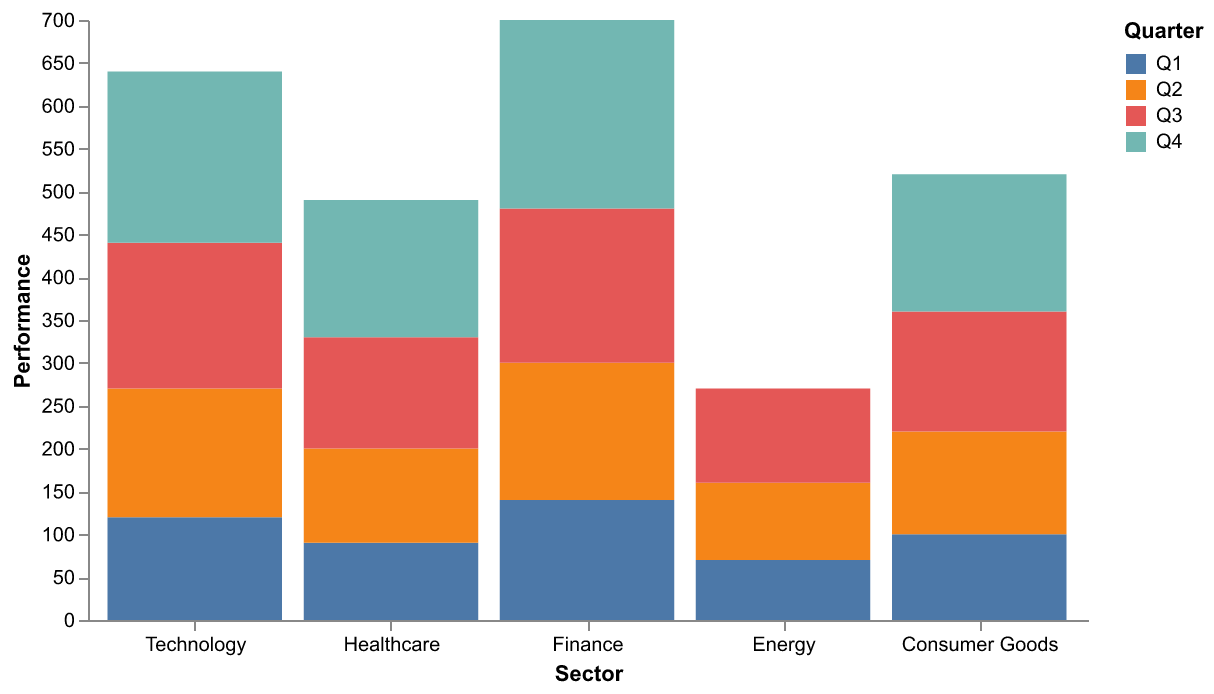 Performance
700
650
600
550
500
450
400
350
300
250
200
150
100
50
0
Technology
Healthcare
Finance
Energy
Consumer Goods
Sector
Quarter
Q1
Q2
Q3
Q4